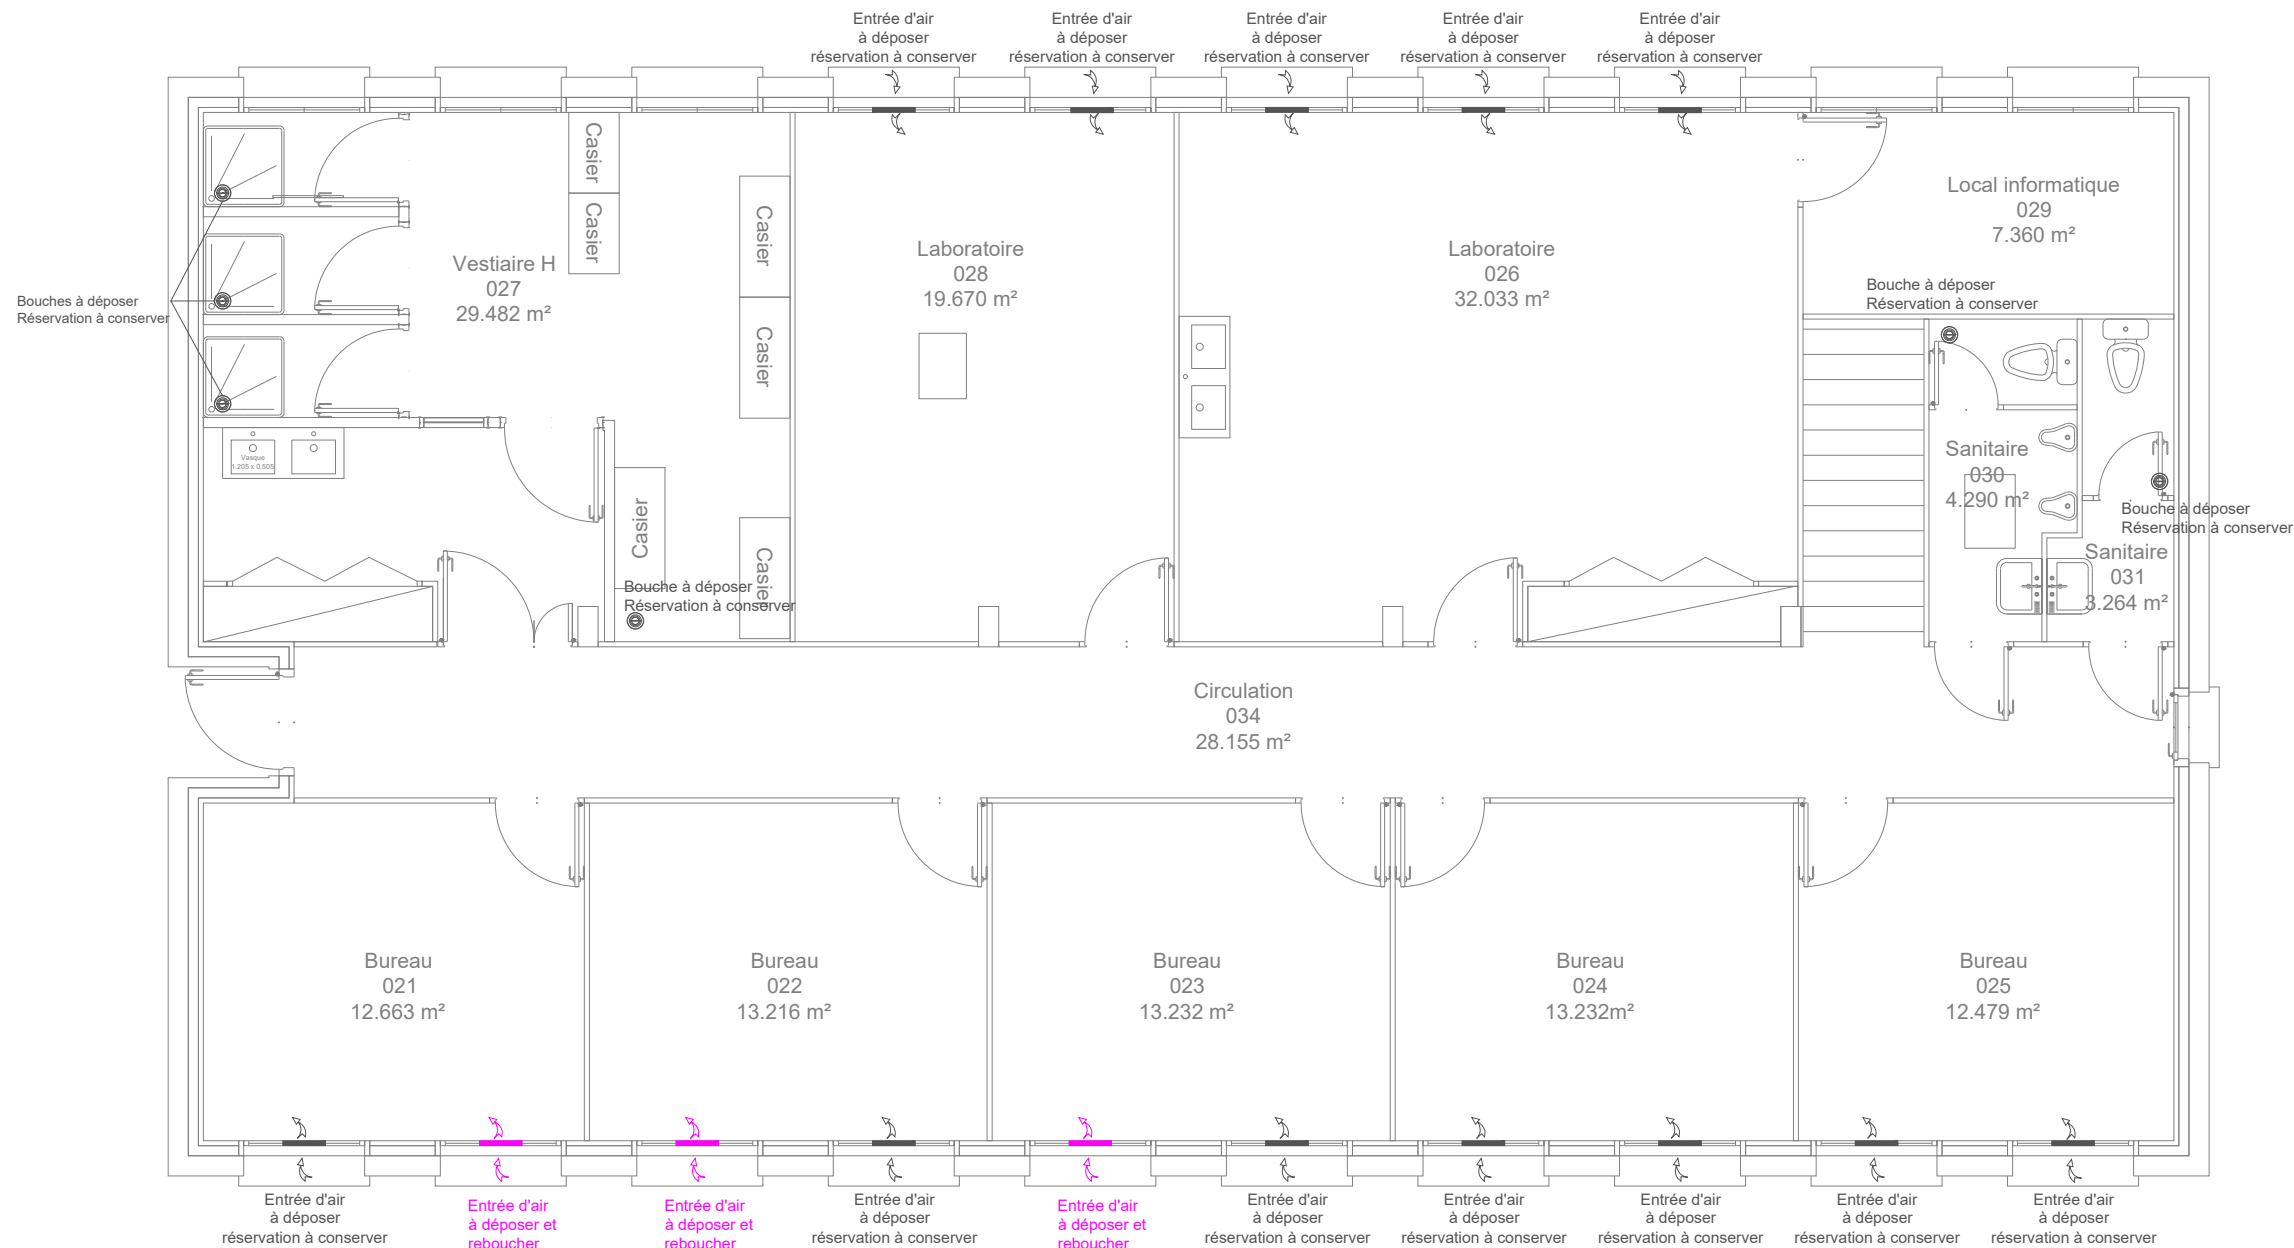 Entrée d'air
à déposer
réservation à conserver
Entrée d'air
à déposer
réservation à conserver
Entrée d'air
à déposer
réservation à conserver
Entrée d'air
à déposer
réservation à conserver
Entrée d'air
à déposer
réservation à conserver
Casier
Casier
Casier
Casier
Casier
Casier
Vestiaire H
027
29.482 m²
Laboratoire
028
19.670 m²
Laboratoire
026
32.033 m²
Local informatique
029
7.360 m²
Bouches à déposer
Réservation à conserver
Bouche à déposer
Réservation à conserver
Vasque
1.205 x 0.505
Sanitaire
030
4.290 m²
Bouche à déposer
Réservation à conserver
Sanitaire
031
3.264 m²
Bouche à déposer
Réservation à conserver
Circulation
034
28.155 m²
Bureau
021
12.663 m²
Bureau
022
13.216 m²
Bureau
023
13.232 m²
Bureau
024
13.232m²
Bureau
025
12.479 m²
Entrée d'air
à déposer
réservation à conserver
Entrée d'air
à déposer et
reboucher
Entrée d'air
à déposer et
reboucher
Entrée d'air
à déposer
réservation à conserver
Entrée d'air
à déposer et
reboucher
Entrée d'air
à déposer
réservation à conserver
Entrée d'air
à déposer
réservation à conserver
Entrée d'air
à déposer
réservation à conserver
Entrée d'air
à déposer
réservation à conserver
Entrée d'air
à déposer
réservation à conserver